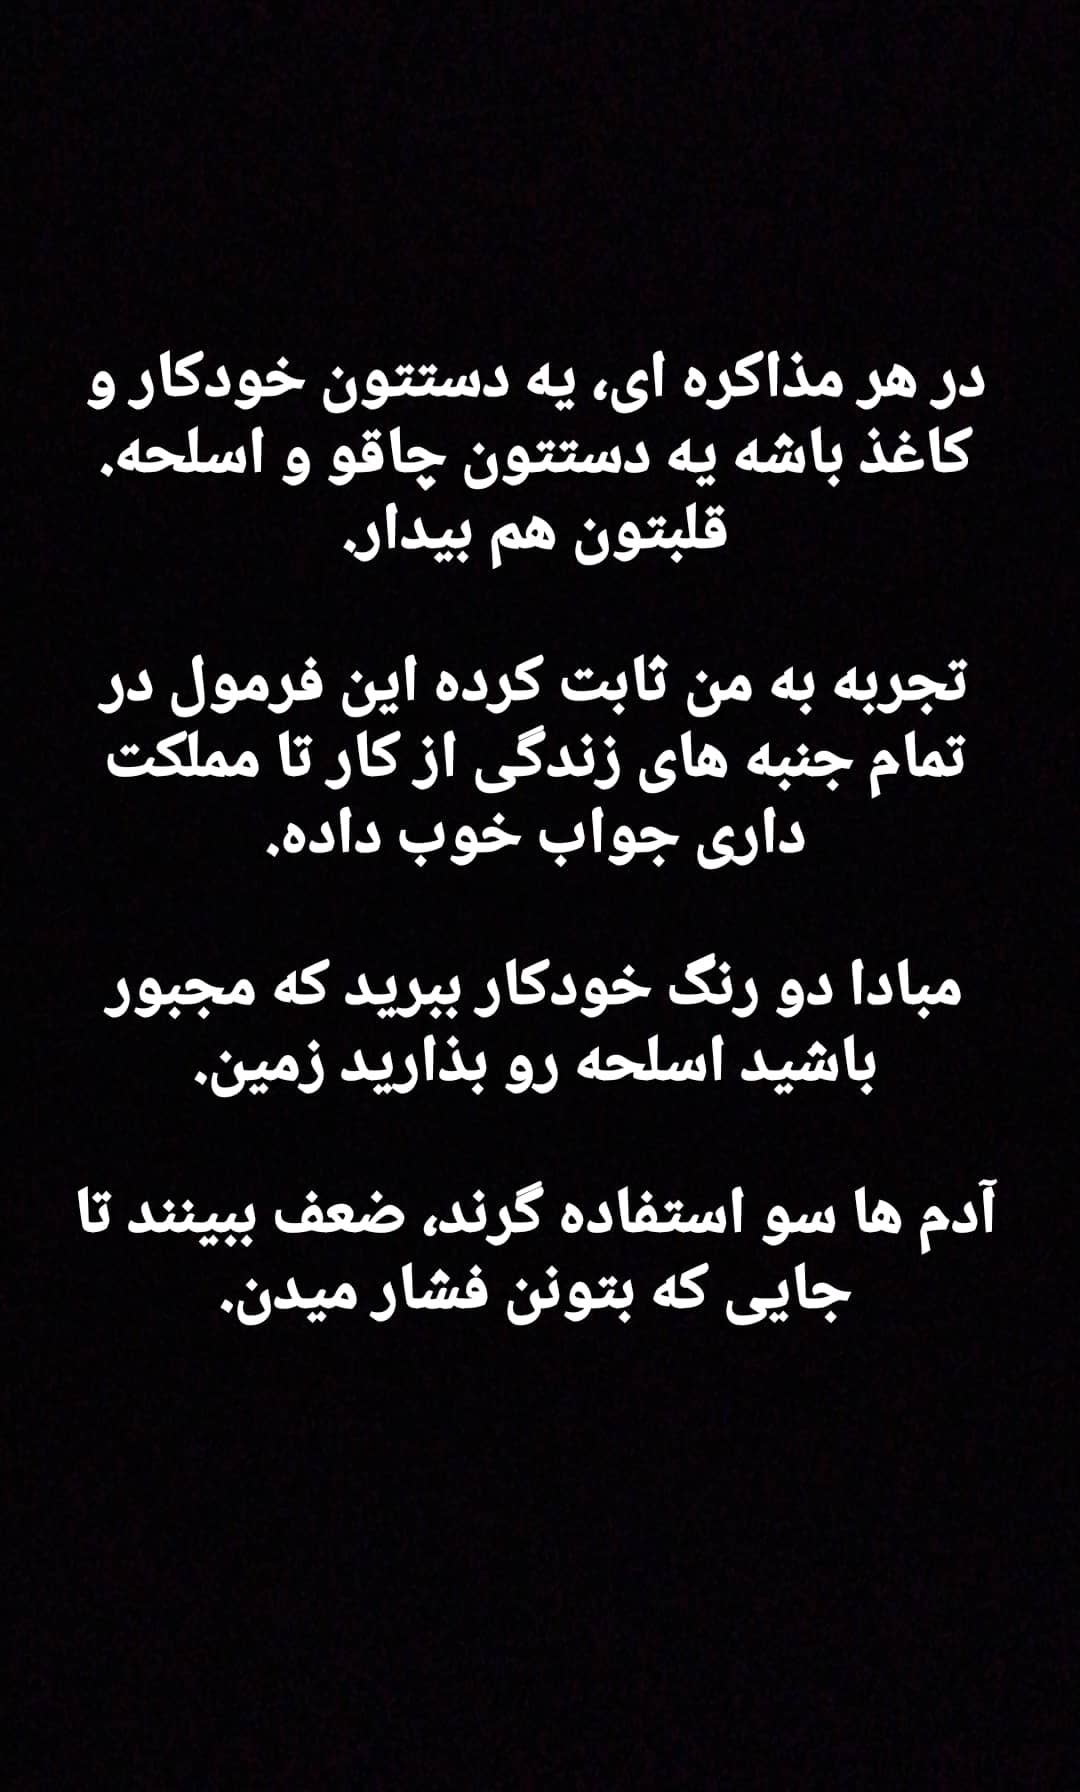 در هر مذاکره ای، یه دستتون خودکار و
کاغذ باشه یه دستتون چاقو و اسلحه.
قلبتون هم بیدار.
تجربه به من ثابت کرده این فرمول در
تمام جنبه های زندگی از کار تا مملکت
داری جواب خوب داده.
مبادا دو رنگ خودکار ببرید که مجبور
باشید اسلحه رو بذارید زمین.
آدم ها سو استفاده گرند، ضعف ببینند تا
جایی که بتونن فشار میدن.